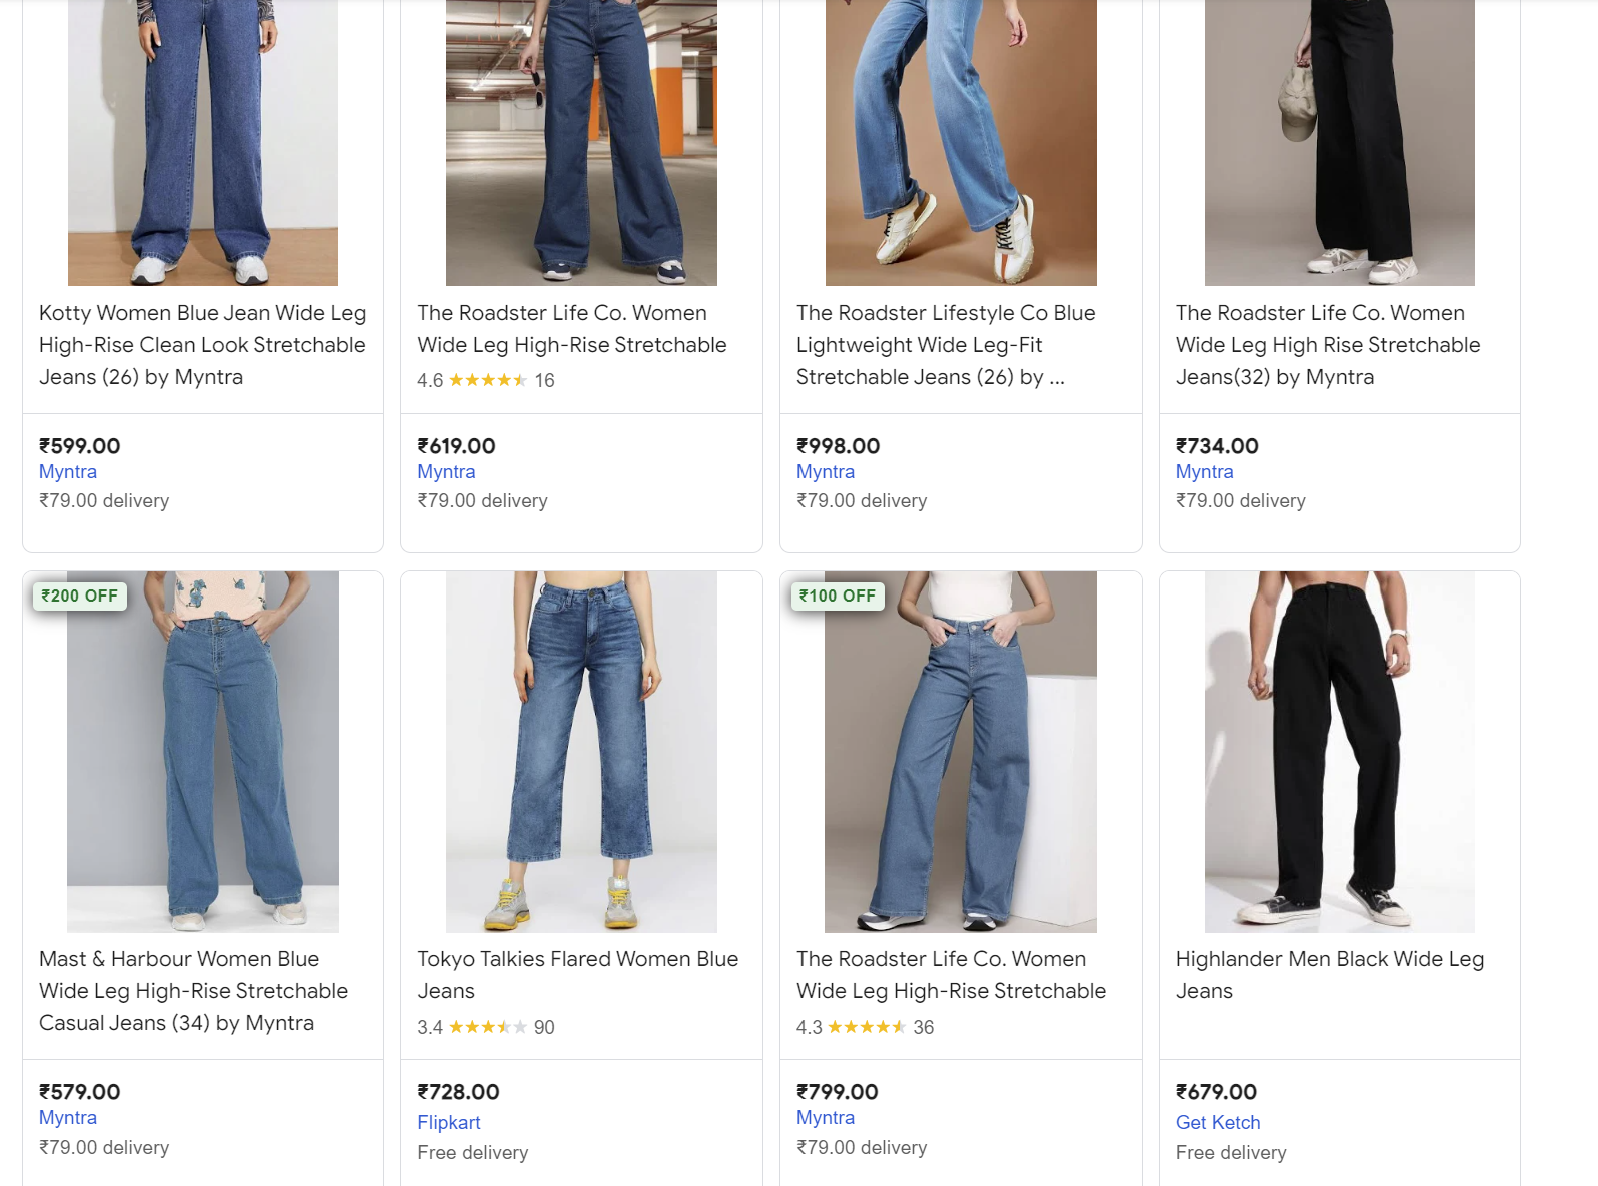 Kotty Women Blue Jean Wide Leg
High-Rise Clean Look Stretchable
Jeans (26) by Myntra
₹599.00
Myntra
₹79.00 delivery
The Roadster Life Co. Women
Wide Leg High-Rise Stretchable
4.6 ★★★★★ 16
₹619.00
Myntra
₹79.00 delivery
The Roadster Lifestyle Co Blue
Lightweight Wide Leg-Fit
Stretchable Jeans (26) by ...
₹998.00
Myntra
₹79.00 delivery
The Roadster Life Co. Women
Wide Leg High Rise Stretchable
Jeans(32) by Myntra
₹734.00
Myntra
₹79.00 delivery
₹200 OFF
Mast & Harbour Women Blue
Wide Leg High-Rise Stretchable
Casual Jeans (34) by Myntra
₹579.00
Myntra
₹79.00 delivery
Tokyo Talkies Flared Women Blue
Jeans
3.4 ★★★★★ 90
₹728.00
Flipkart
Free delivery
₹100 OFF
The Roadster Life Co. Women
Wide Leg High-Rise Stretchable
4.3 ★★★★★ 36
₹799.00
Myntra
₹79.00 delivery
Highlander Men Black Wide Leg
Jeans
₹679.00
Get Ketch
Free delivery